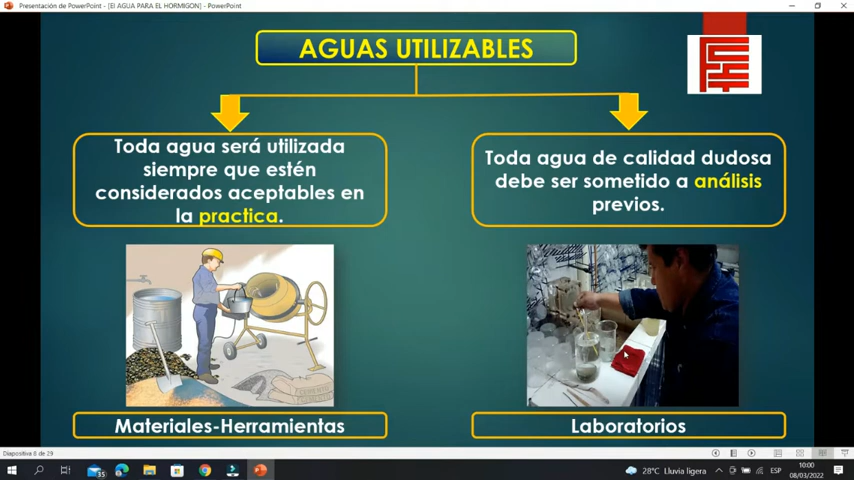 Presentación de PowerPoint - [El AGUA PARA EL HORMIGON] - PowerPoint
AGUAS UTILIZABLES
Toda agua será utilizada
siempre que estén
considerados aceptables en
la practica.
Toda agua de calidad dudosa
debe ser sometido a análisis
previos.
CEMENTO
Materiales-Herramientas
Laboratorios
Diapositiva 8 de 29
35
28°C Lluvia ligera
ESP
10:00
08/03/2022